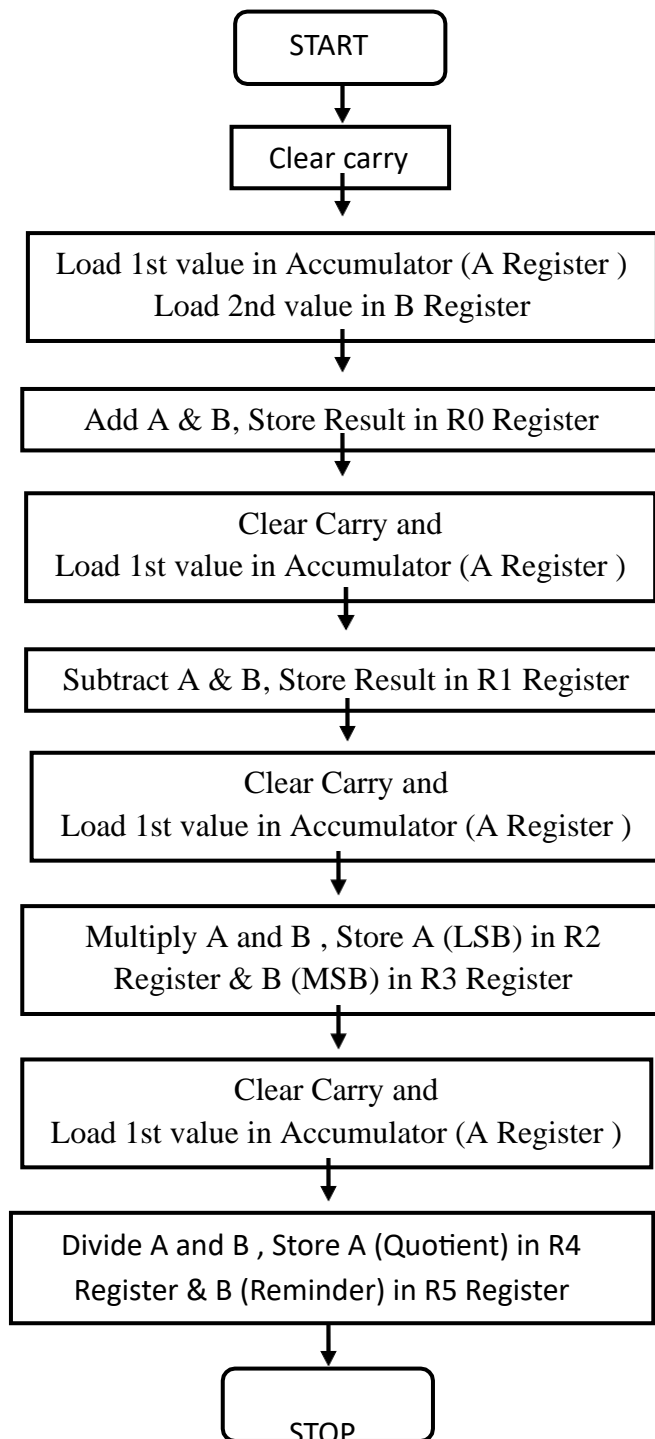 START
Clear carry
Load 1st value in Accumulator (A Register )
Load 2nd value in B Register
Add A & B, Store Result in R0 Register
Clear Carry and
Load 1st value in Accumulator (A Register )
Subtract A & B, Store Result in R1 Register
Clear Carry and
Load 1st value in Accumulator (A Register )
Multiply A and B , Store A (LSB) in R2
Register & B (MSB) in R3 Register
Clear Carry and
Load 1st value in Accumulator (A Register )
Divide A and B , Store A (Quotient) in R4
Register & B (Reminder) in R5 Register
STOP